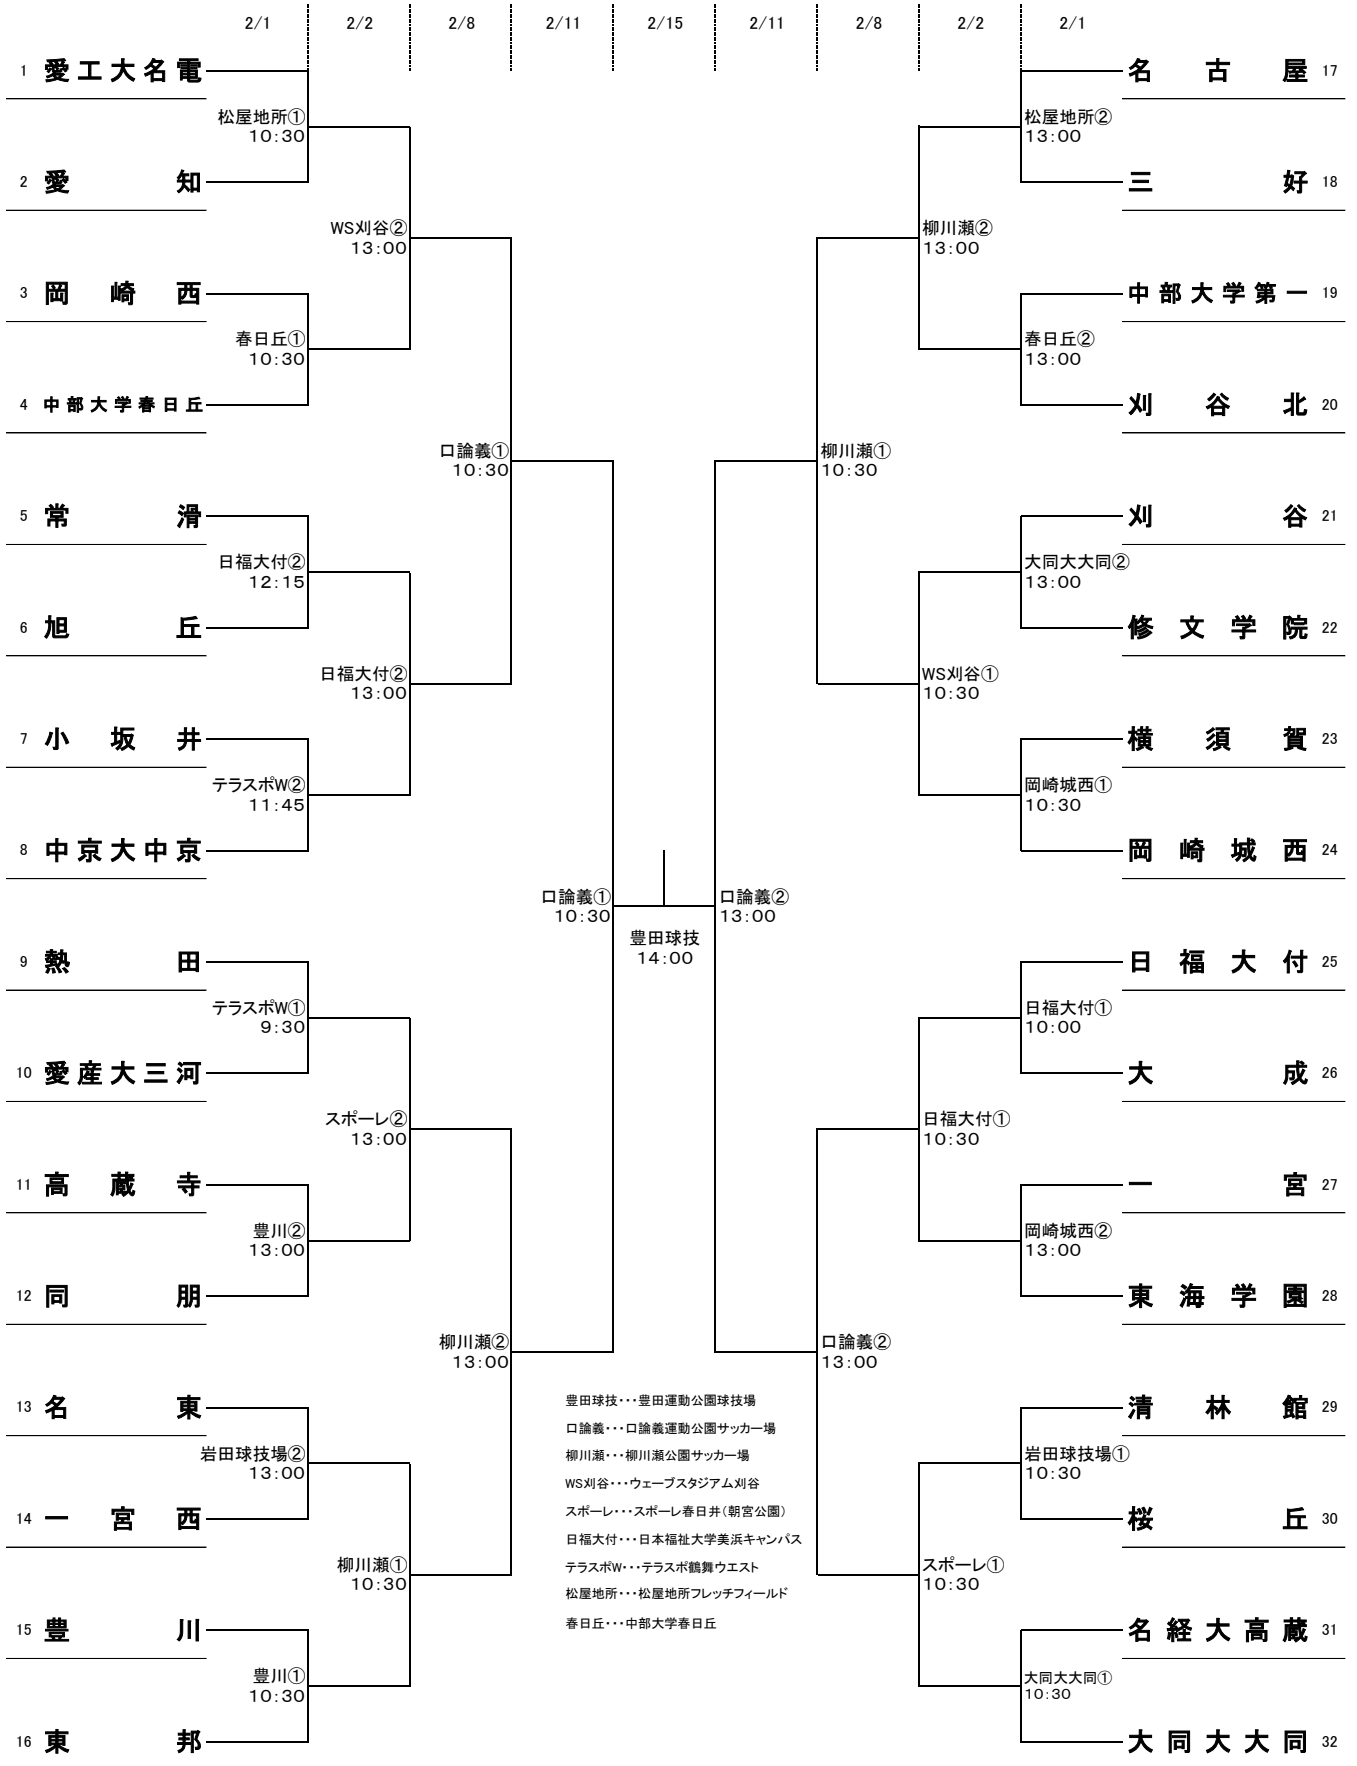 2/1 2/2 2/8 2/11 2/15 2/11 2/8 2/2 2/1
1 愛工大名電
松屋地所①
10:30
2 愛知
WS刈谷②
13:00
3 岡崎西
春日丘①
10:30
4 中部大学春日丘
口論義①
10:30
5 常滑
日福大付②
12:15
6 旭丘
日福大付②
13:00
7 小坂井
テラスポW②
11:45
8 中京大中京
口論義①
10:30
9 熱田
テラスポW①
9:30
10 愛産大三河
スポーレ②
13:00
11 高蔵寺
豊川②
13:00
12 同朋
柳川瀬②
13:00
13 名東
岩田球技場②
13:00
14 一宮西
柳川瀬①
10:30
15 豊川
豊川①
10:30
16 東邦
豊田球技
14:00
名古屋 17
松屋地所②
13:00
三好 18
柳川瀬②
13:00
中部大学第一 19
春日丘②
13:00
刈谷北 20
柳川瀬①
10:30
刈谷 21
大同大大同②
13:00
修文学院 22
WS刈谷①
10:30
横須賀 23
岡崎城西①
10:30
岡崎城西 24
口論義②
13:00
日福大付 25
日福大付①
10:00
大成 26
日福大付①
10:30
一宮 27
岡崎城西②
13:00
東海学園 28
口論義②
13:00
清林館 29
岩田球技場①
10:30
桜丘 30
スポーレ①
10:30
名経大高蔵 31
大同大大同①
10:30
大同大大同 32
豊田球技・・・豊田運動公園球技場
口論義・・・口論義運動公園サッカー場
柳川瀬・・・柳川瀬公園サッカー場
WS刈谷・・・ウェーブスタジアム刈谷
スポーレ・・・スポーレ春日井(朝宮公園)
日福大付・・・日本福祉大学美浜キャンパス
テラスポW・・・テラスポ鶴舞ウエスト
松屋地所・・・松屋地所フレッチフィールド
春日丘・・・中部大学春日丘